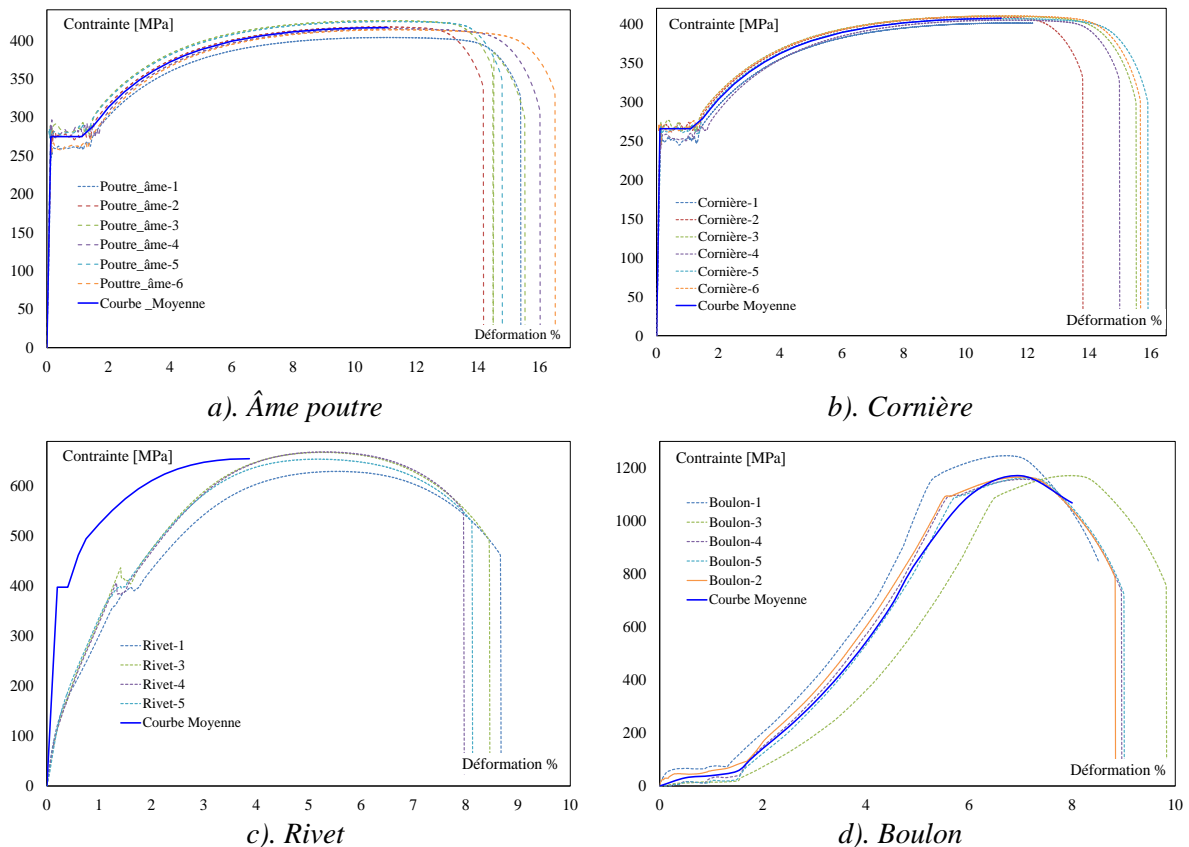 Contrainte [MPa]
400
350
300
250
200
150
100
50
0
Poutre_âme-1
Poutre_âme-2
Poutre_âme-3
Poutre_âme-4
Poutre_âme-5
Pouttre_âme-6
Courbe _Moyenne
Déformation %
0 2 4 6 8 10 12 14 16
a). Âme poutre
Contrainte [MPa]
400
350
300
250
200
150
100
50
0
Cornière-1
Cornière-2
Cornière-3
Cornière-4
Cornière-5
Cornière-6
Courbe Moyenne
Déformation %
0 2 4 6 8 10 12 14 16
b). Cornière
Contrainte [MPa]
600
500
400
300
200
100
0
Rivet-1
Rivet-3
Rivet-4
Rivet-5
Courbe Moyenne
Déformation %
0 1 2 3 4 5 6 7 8 9 10
c). Rivet
Contrainte [MPa]
1200
1000
800
600
400
200
0
Boulon-1
Boulon-3
Boulon-4
Boulon-5
Boulon-2
Courbe Moyenne
Déformation %
0 2 4 6 8 10
d). Boulon